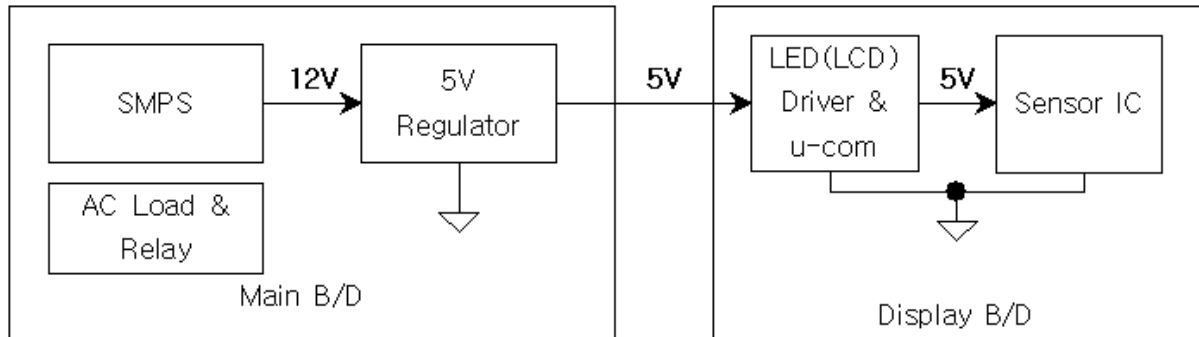 SMPS
12V
5V
Regulator
5V
LED(LCD)
Driver &
u-com
5V
Sensor IC
AC Load &
Relay
Main B/D
Display B/D